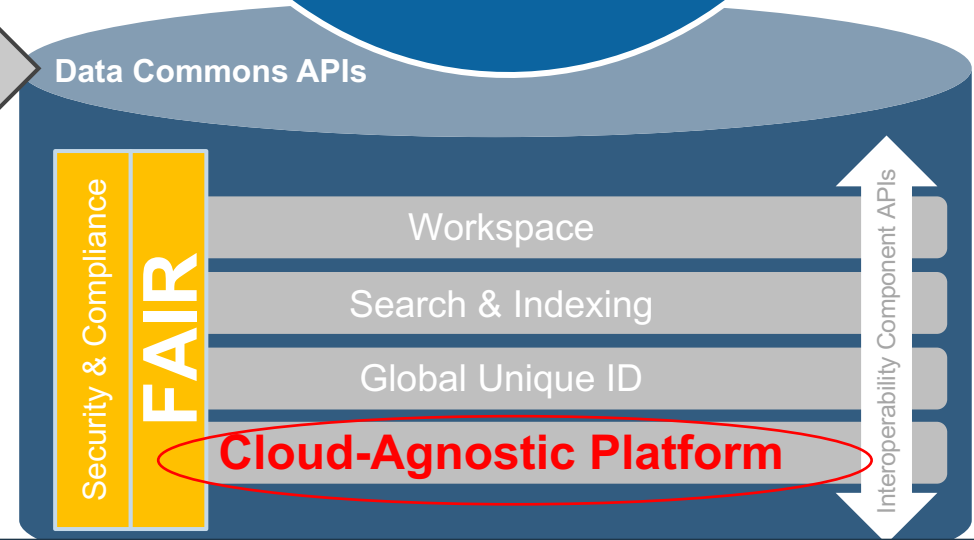 Data Commons APIs
Security & Compliance
FAIR
Workspace
Search & Indexing
Global Unique ID
Cloud-Agnostic Platform
Interoperability Component APIs